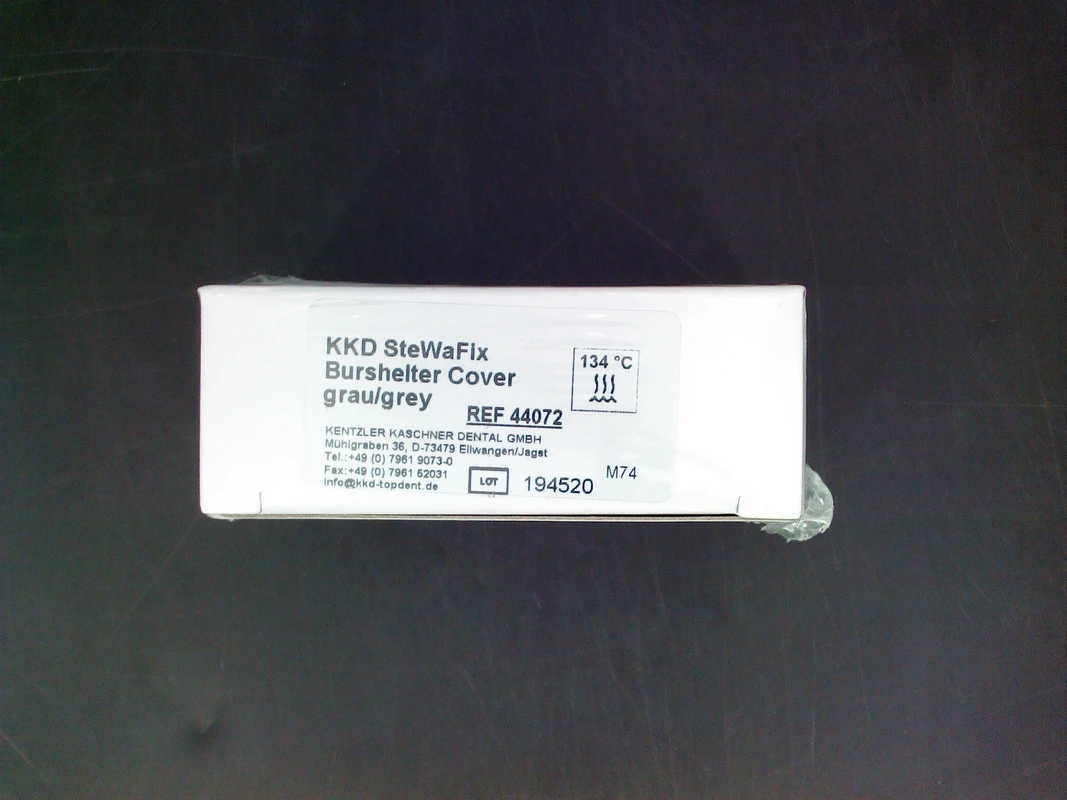 KKD SteWaFix
Burshelter Cover
grau/grey
134 °C
REF 44072
KENTZLER KASCHNER DENTAL GMBH
Mühlgraben 36, D-73479 Ellwangen/Jagst
Tel.:+49 (0) 7961 9073-0
Fax:+49 (0) 7961 52031
info@kkd-topdent.de
LOT 194520
M74